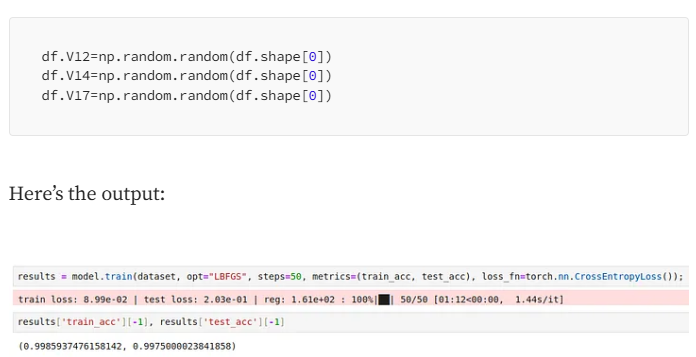 df.V12=np.random.random(df.shape[0])
df.V14=np.random.random(df.shape[0])
df.V17=np.random.random(df.shape[0])
Here’s the output:
results = model.train(dataset, opt="LBFGS", steps=50, metrics=(train_acc, test_acc), loss_fn=torch.nn.CrossEntropyLoss());
train loss: 8.99e-02 | test loss: 2.03e-01 | reg: 1.61e+02 : 100%|██| 50/50 [01:12<00:00,  1.44s/it]
results['train_acc'][-1], results['test_acc'][-1]
(0.9985937476158142, 0.9975000023841858)